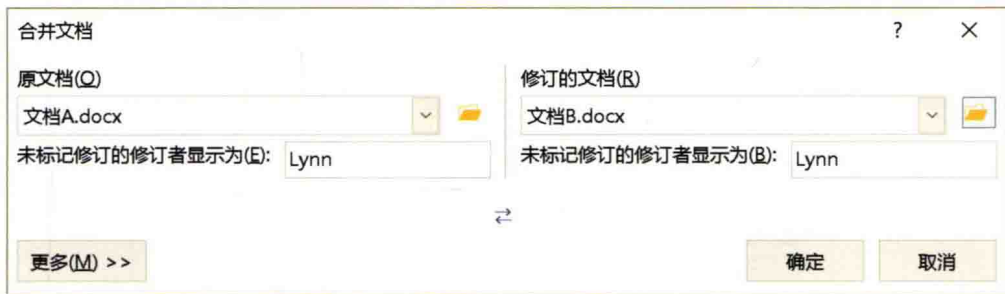 合并文档 ? ×
原文档(O) 修订的文档(R)
文档A.docx 文档B.docx
未标记修订的修订者显示为(E): Lynn 未标记修订的修订者显示为(B): Lynn
更多(M) >> 确定 取消